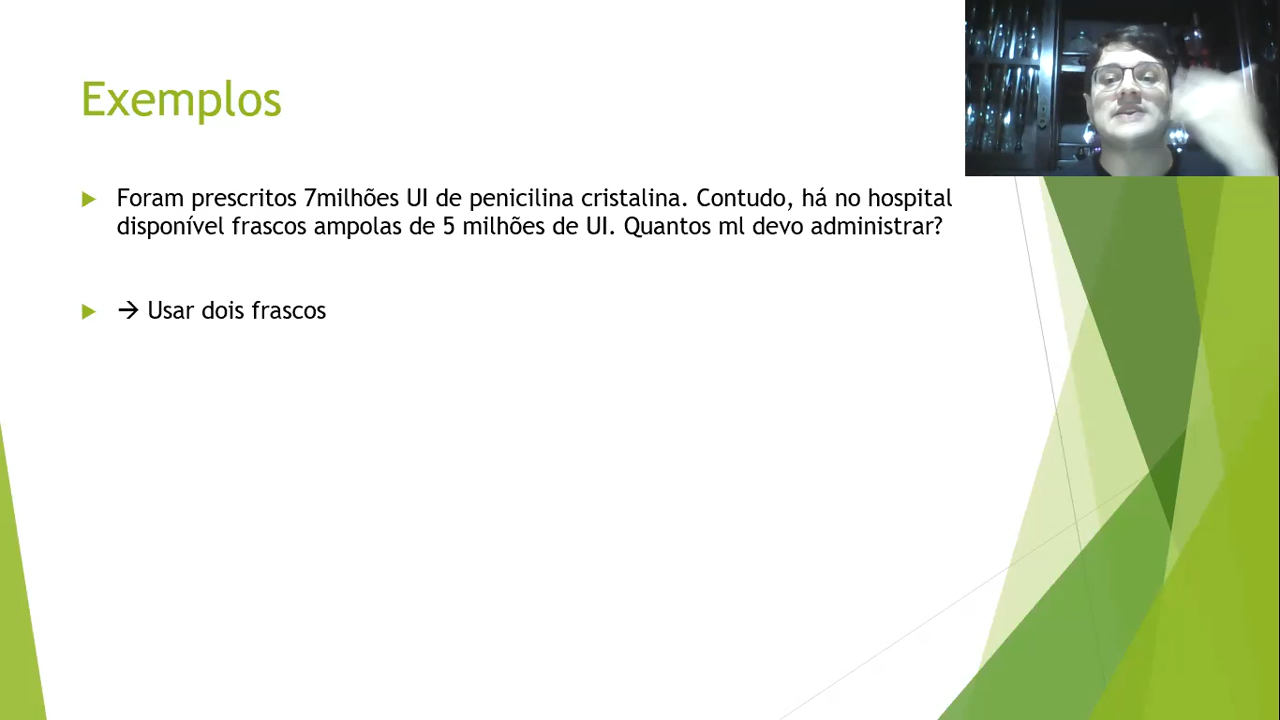 Exemplos
Foram prescritos 7milhões UI de penicilina cristalina. Contudo, há no hospital
disponível frascos ampolas de 5 milhões de UI. Quantos ml devo administrar?
→ Usar dois frascos